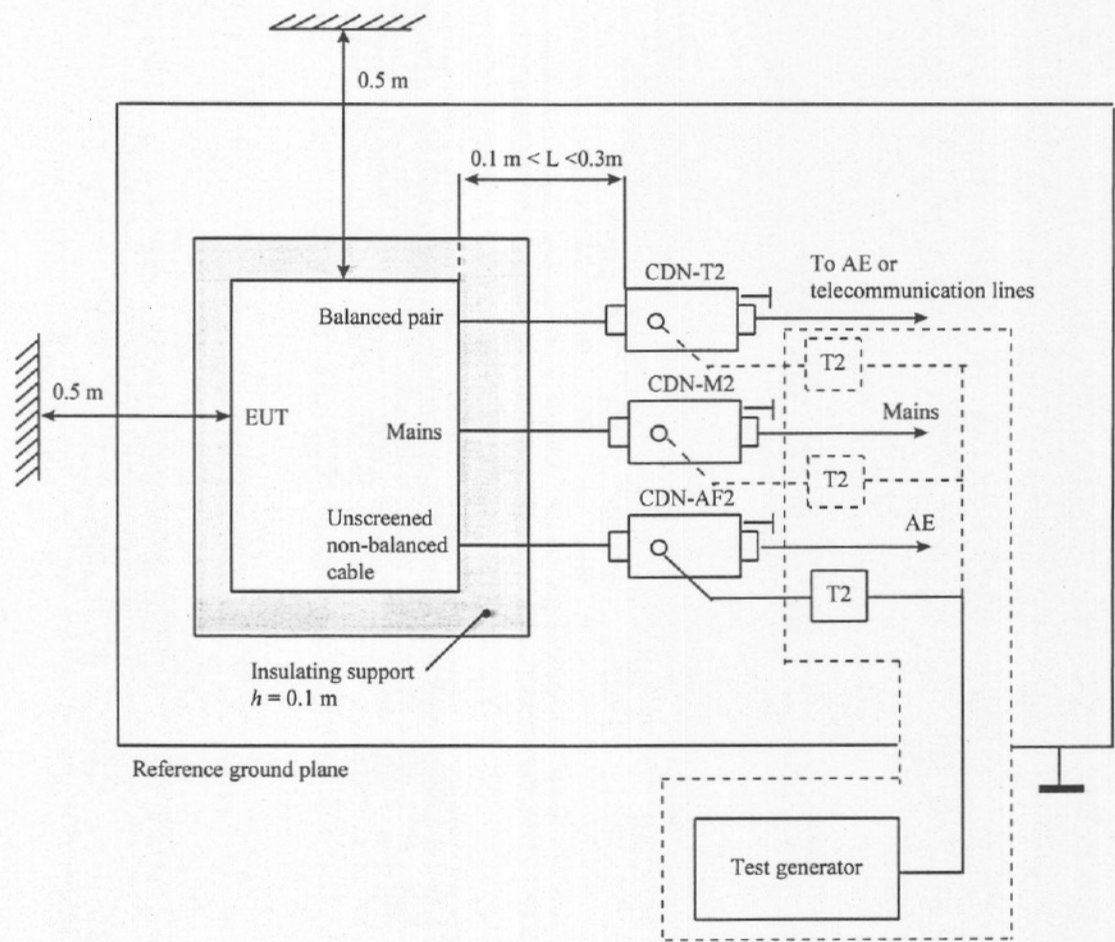 0.5 m
0.1 m < L <0.3m
CDN-T2
To AE or
telecommunication lines
Balanced pair
T2
0.5 m
CDN-M2
EUT
Mains
Mains
T2
CDN-AF2
Unscreened
non-balanced
cable
AE
T2
Insulating support
h = 0.1 m
Reference ground plane
Test generator